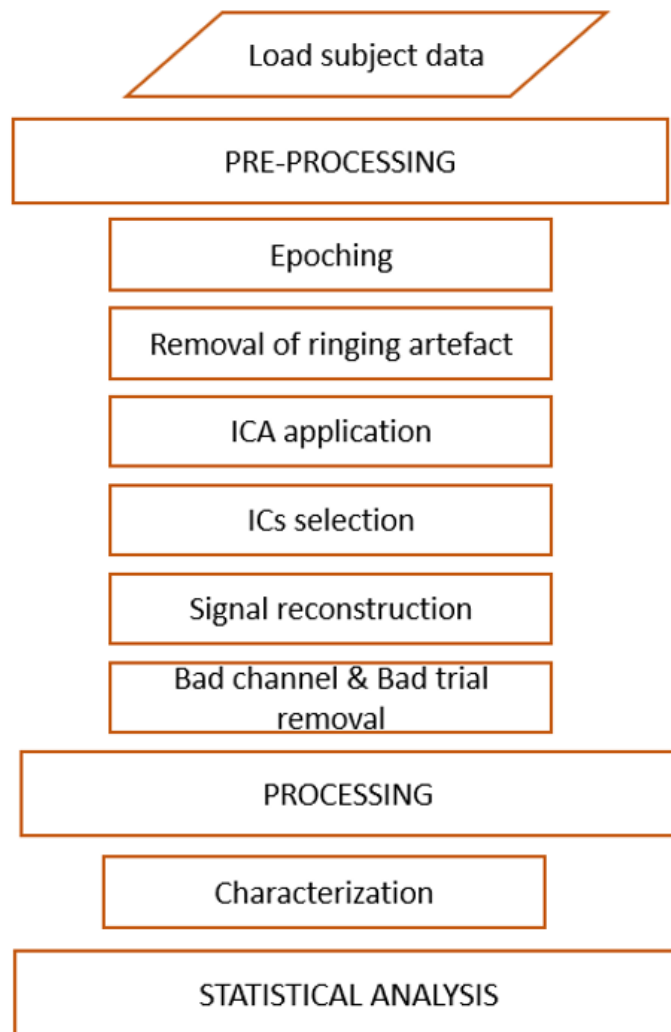 Load subject data
PRE-PROCESSING
Epoching
Removal of ringing artefact
ICA application
ICs selection
Signal reconstruction
Bad channel & Bad trial
removal
PROCESSING
Characterization
STATISTICAL ANALYSIS